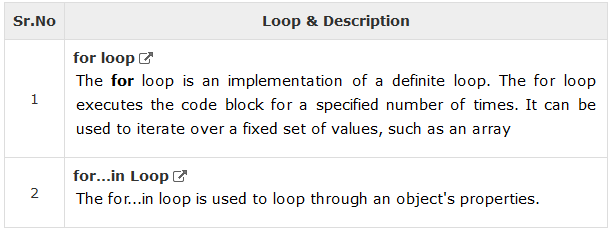 Sr.No Loop & Description
for loop
The for loop is an implementation of a definite loop. The for loop
1
executes the code block for a specified number of times. It can be
used to iterate over a fixed set of values, such as an array
for...in Loop
2
The for...in loop is used to loop through an object's properties.